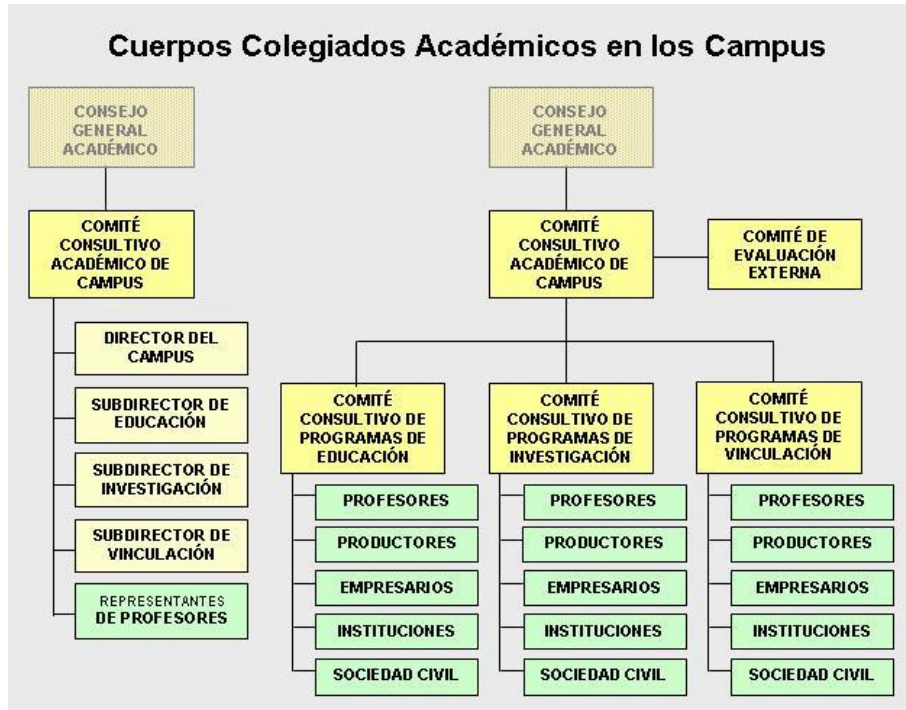 Cuerpos Colegiados Académicos en los Campus
CONSEJO
GENERAL
ACADÉMICO
COMITÉ
CONSULTIVO
ACADÉMICO DE
CAMPUS
DIRECTOR DEL
CAMPUS
SUBDIRECTOR DE
EDUCACIÓN
SUBDIRECTOR DE
INVESTIGACIÓN
SUBDIRECTOR DE
VINCULACIÓN
REPRESENTANTES
DE PROFESORES
CONSEJO
GENERAL
ACADÉMICO
COMITÉ
CONSULTIVO
ACADÉMICO DE
CAMPUS
COMITÉ DE
EVALUACIÓN
EXTERNA
COMITÉ
CONSULTIVO DE
PROGRAMAS DE
EDUCACIÓN
PROFESORES
PRODUCTORES
EMPRESARIOS
INSTITUCIONES
SOCIEDAD CIVIL
COMITÉ
CONSULTIVO DE
PROGRAMAS DE
INVESTIGACIÓN
PROFESORES
PRODUCTORES
EMPRESARIOS
INSTITUCIONES
SOCIEDAD CIVIL
COMITÉ
CONSULTIVO DE
PROGRAMAS DE
VINCULACIÓN
PROFESORES
PRODUCTORES
EMPRESARIOS
INSTITUCIONES
SOCIEDAD CIVIL